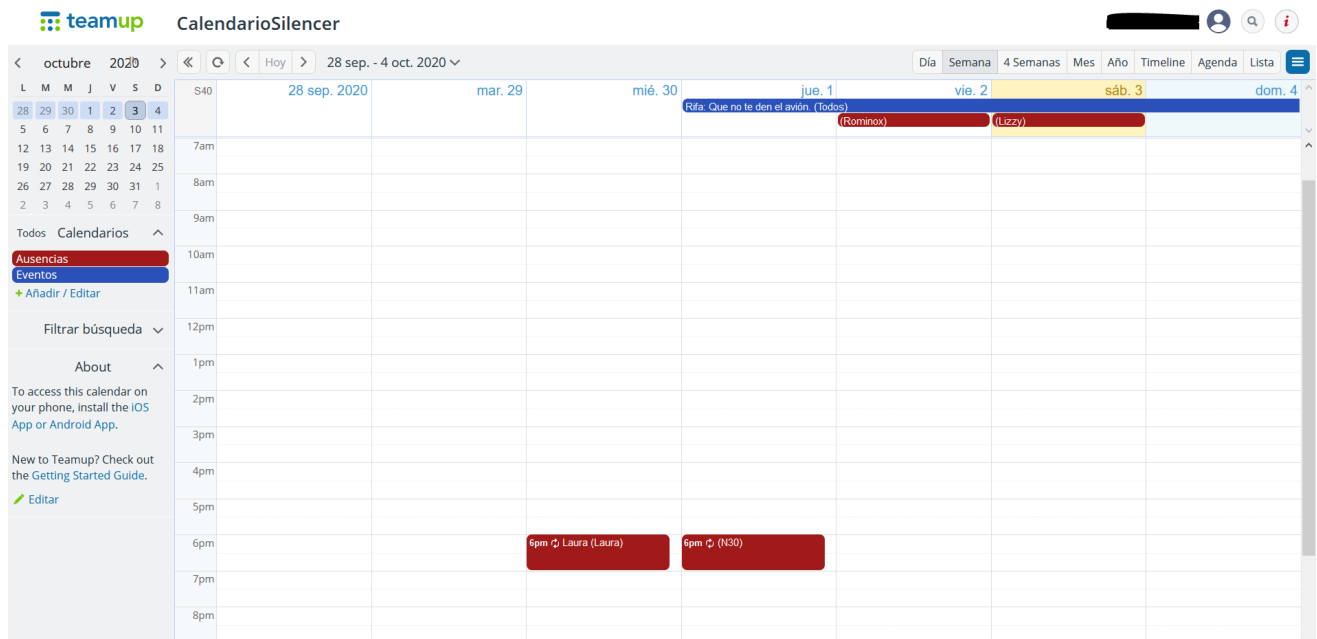 teamup CalendarioSilencer
octubre 2020
28 sep. - 4 oct. 2020
Hoy
Día Semana 4 Semanas Mes Año Timeline Agenda Lista
L M M J V S D
28 29 30 1 2 3 4
5 6 7 8 9 10 11
12 13 14 15 16 17 18
19 20 21 22 23 24 25
26 27 28 29 30 31 1
2 3 4 5 6 7 8
Todos Calendarios
Ausencias
Eventos
+ Añadir / Editar
Filtrar búsqueda
About
To access this calendar on
your phone, install the iOS
App or Android App.
New to Teamup? Check out
the Getting Started Guide.
Editar
S40 28 sep. 2020 mar. 29 mié. 30 jue. 1 vie. 2 sáb. 3 dom. 4
Rifa: Que no te den el avión. (Todos)
(Rominox) (Lizzy)
7am
8am
9am
10am
11am
12pm
1pm
2pm
3pm
4pm
5pm
6pm
6pm Laura (Laura)
6pm (N30)
7pm
8pm